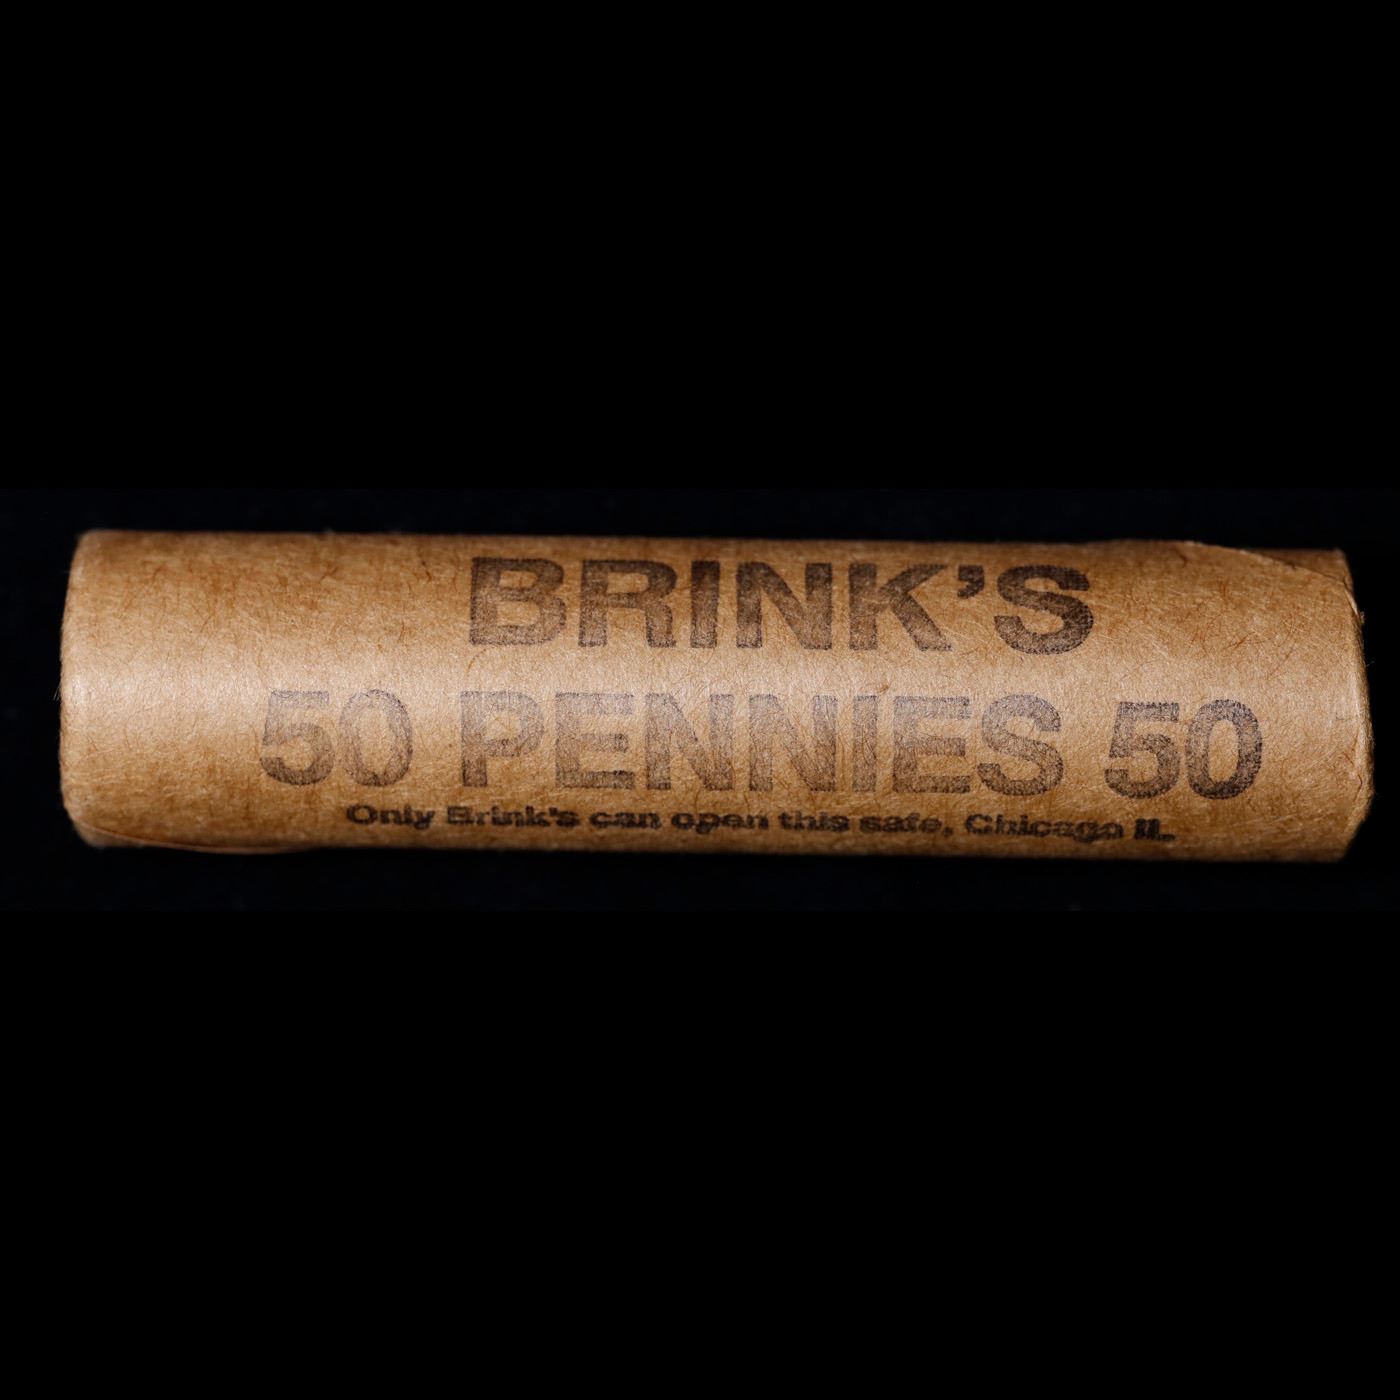 BRINK'S
50 PENNIES 50
Only Brink's can open this safe, Chicago IL.